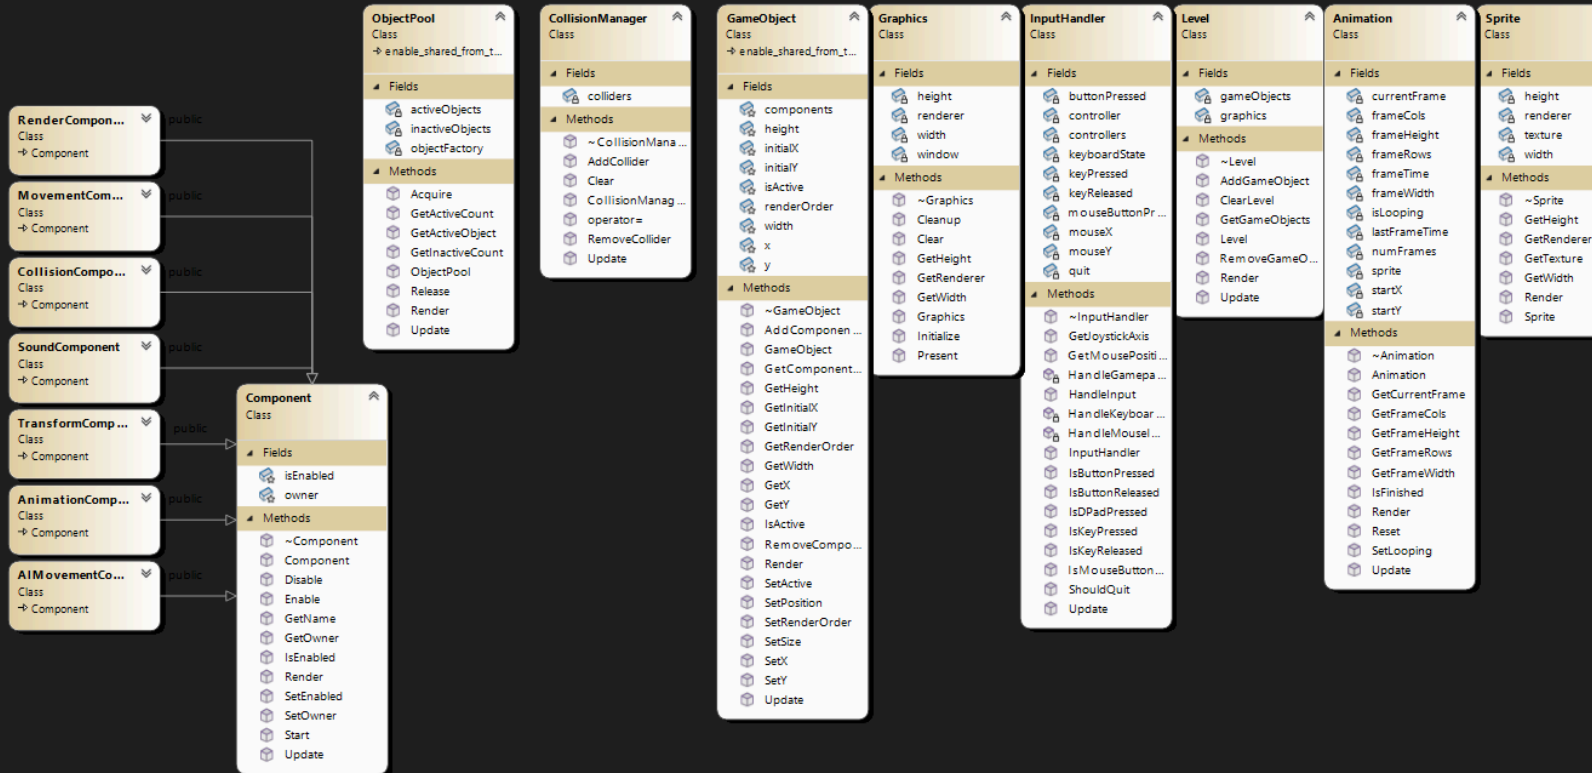 RenderCompon...
Class
Component
public
MovementCom...
Class
Component
public
CollisionCompo...
Class
Component
public
SoundComponent
Class
Component
public
TransformComp...
Class
Component
public
AnimationComp...
Class
Component
public
AIMovementCo...
Class
Component
public
Component
Class
Fields
isEnabled
owner
Methods
~Component
Component
Disable
Enable
GetName
GetOwner
IsEnabled
Render
SetEnabled
SetOwner
Start
Update
ObjectPool
Class
enable_shared_from_t...
Fields
activeObjects
inactiveObjects
objectFactory
Methods
Acquire
GetActiveCount
GetActiveObject
GetInactiveCount
ObjectPool
Release
Render
Update
CollisionManager
Class
Fields
colliders
Methods
~CollisionMana...
AddCollider
Clear
CollisionManag...
operator=
RemoveCollider
Update
GameObject
Class
enable_shared_from_t...
Fields
components
height
initialX
initialY
isActive
renderOrder
width
x
y
Methods
~GameObject
AddComponen...
GameObject
GetComponent...
GetHeight
GetInitialX
GetInitialY
GetRenderOrder
GetWidth
GetX
GetY
IsActive
RemoveCompo...
Render
SetActive
SetPosition
SetRenderOrder
SetSize
SetX
SetY
Update
Graphics
Class
Fields
height
renderer
width
window
Methods
~Graphics
Cleanup
Clear
GetHeight
GetRenderer
GetWidth
Graphics
Initialize
Present
InputHandler
Class
Fields
buttonPressed
controller
controllers
keyboardState
keyPressed
keyReleased
mouseButtonPr...
mouseX
mouseY
quit
Methods
~InputHandler
GetJoystickAxis
GetMousePositi...
HandleGamepa...
HandleInput
HandleKeyboar...
HandleMouseI...
InputHandler
IsButtonPressed
IsButtonReleased
IsDPadPressed
IsKeyPressed
IsKeyReleased
IsMouseButton...
ShouldQuit
Update
Level
Class
Fields
gameObjects
graphics
Methods
~Level
AddGameObject
ClearLevel
GetGameObjects
Level
RemoveGameO...
Render
Update
Animation
Class
Fields
currentFrame
frameCols
frameHeight
frameRows
frameTime
frameWidth
isLooping
lastFrameTime
numFrames
sprite
startX
startY
Methods
~Animation
Animation
GetCurrentFrame
GetFrameCols
GetFrameHeight
GetFrameRows
GetFrameWidth
IsFinished
Render
Reset
SetLooping
Update
Sprite
Class
Fields
height
renderer
texture
width
Methods
~Sprite
GetHeight
GetRenderer
GetTexture
GetWidth
Render
Sprite